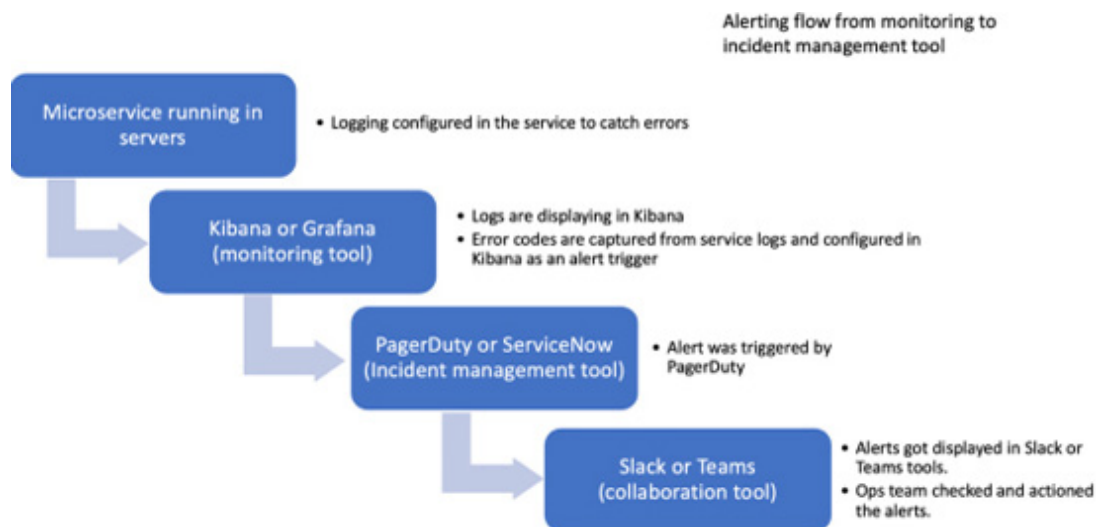 Alerting flow from monitoring to
incident management tool
Microservice running in
servers
• Logging configured in the service to catch errors
Kibana or Grafana
(monitoring tool)
• Logs are displaying in Kibana
• Error codes are captured from service logs and configured in
Kibana as an alert trigger
PagerDuty or ServiceNow
(Incident management tool)
• Alert was triggered by
PagerDuty
Slack or Teams
(collaboration tool)
• Alerts got displayed in Slack or
Teams tools.
• Ops team checked and actioned
the alerts.